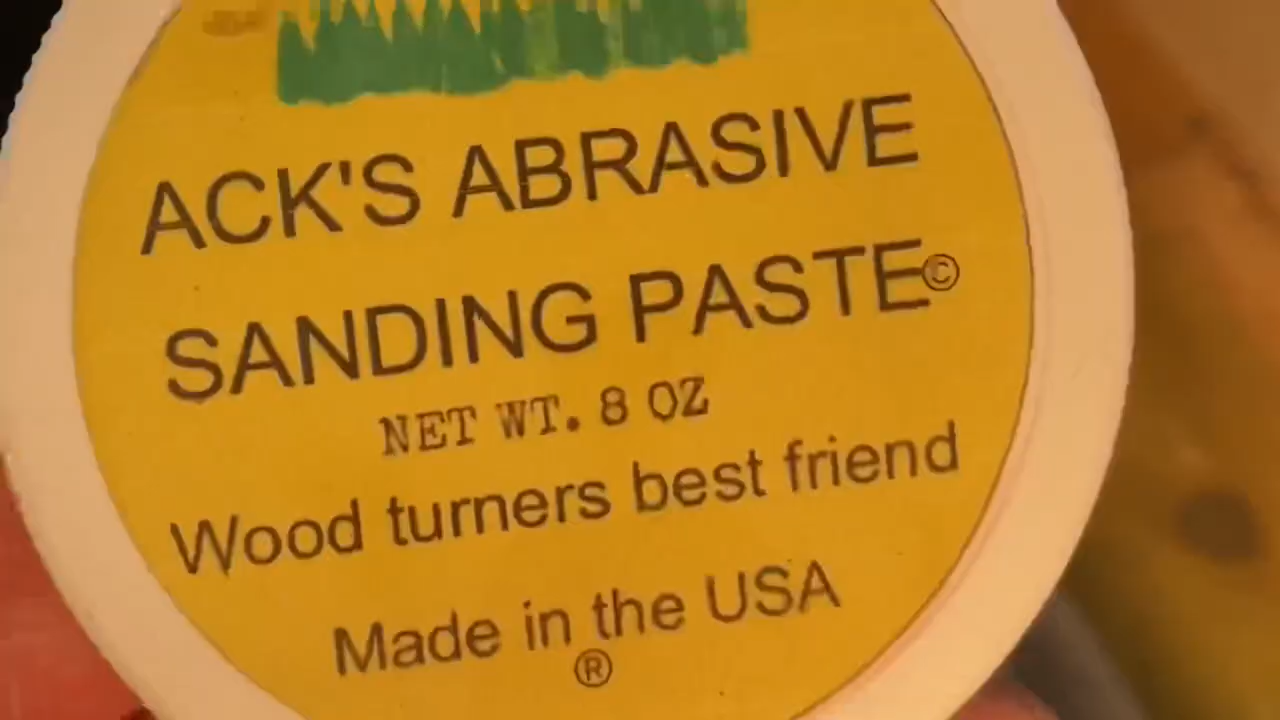 ACK'S ABRASIVE
SANDING PASTE©
NET WT. 8 OZ
Wood turners best friend
Made in the USA
®